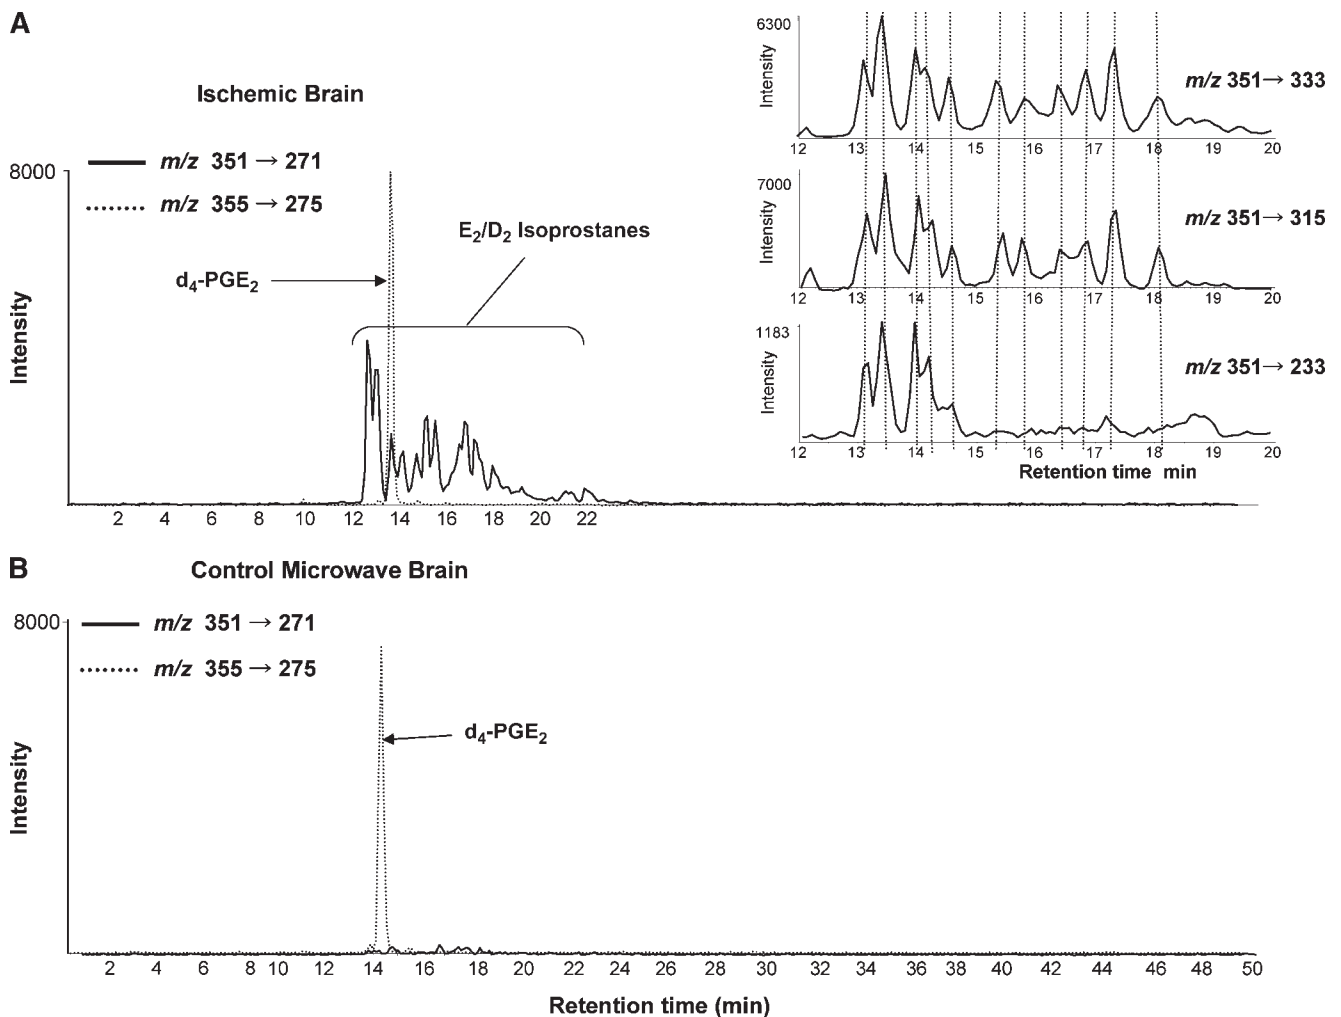 A
Ischemic Brain
m/z 351 → 271
m/z 355 → 275
8000
Intensity
d4-PGE2
E2/D2 Isoprostanes
2 4 6 8 10 12 14 16 18 20 22
6300
Intensity
m/z 351→ 333
12 13 14 15 16 17 18 19 20
7000
Intensity
m/z 351→ 315
12 13 14 15 16 17 18 19 20
1183
Intensity
m/z 351→ 233
12 13 14 15 16 17 18 19 20
Retention time min
B
Control Microwave Brain
8000
m/z 351 → 271
m/z 355 → 275
Intensity
d4-PGE2
2 4 6 8 10 12 14 16 18 20 22 24 26 28 30 32 34 36 38 40 42 44 46 48 50
Retention time (min)